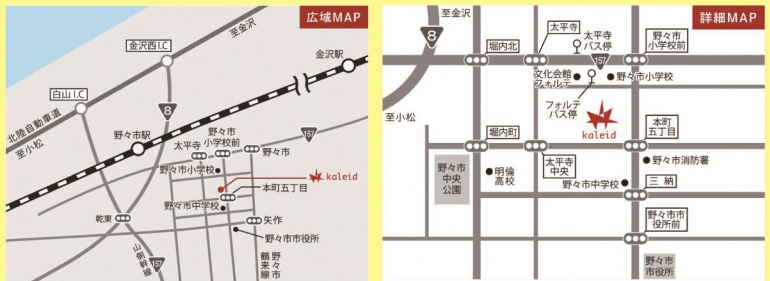 広域MAP
至金沢
金沢西I.C
金沢駅
白山I.C
8
北陸自動車道
至小松
野々市駅
太平寺
野々市
小学校前
野々市
157
野々市小学校
kaleid
本町五丁目
野々市中学校
乾東
矢作
野々市市役所
山側幹線
157
鶴来街道
野々市
詳細MAP
至金沢
8
堀内北
太平寺
太平寺
バス停
157
野々市
小学校前
文化会館
フォルテ
野々市小学校
フォルテ
バス停
kaleid
至小松
本町
五丁目
堀内町
太平寺
中央
野々市消防署
野々市
中央
公園
明倫
高校
野々市中学校
三納
野々市市
役所前
野々市
市役所